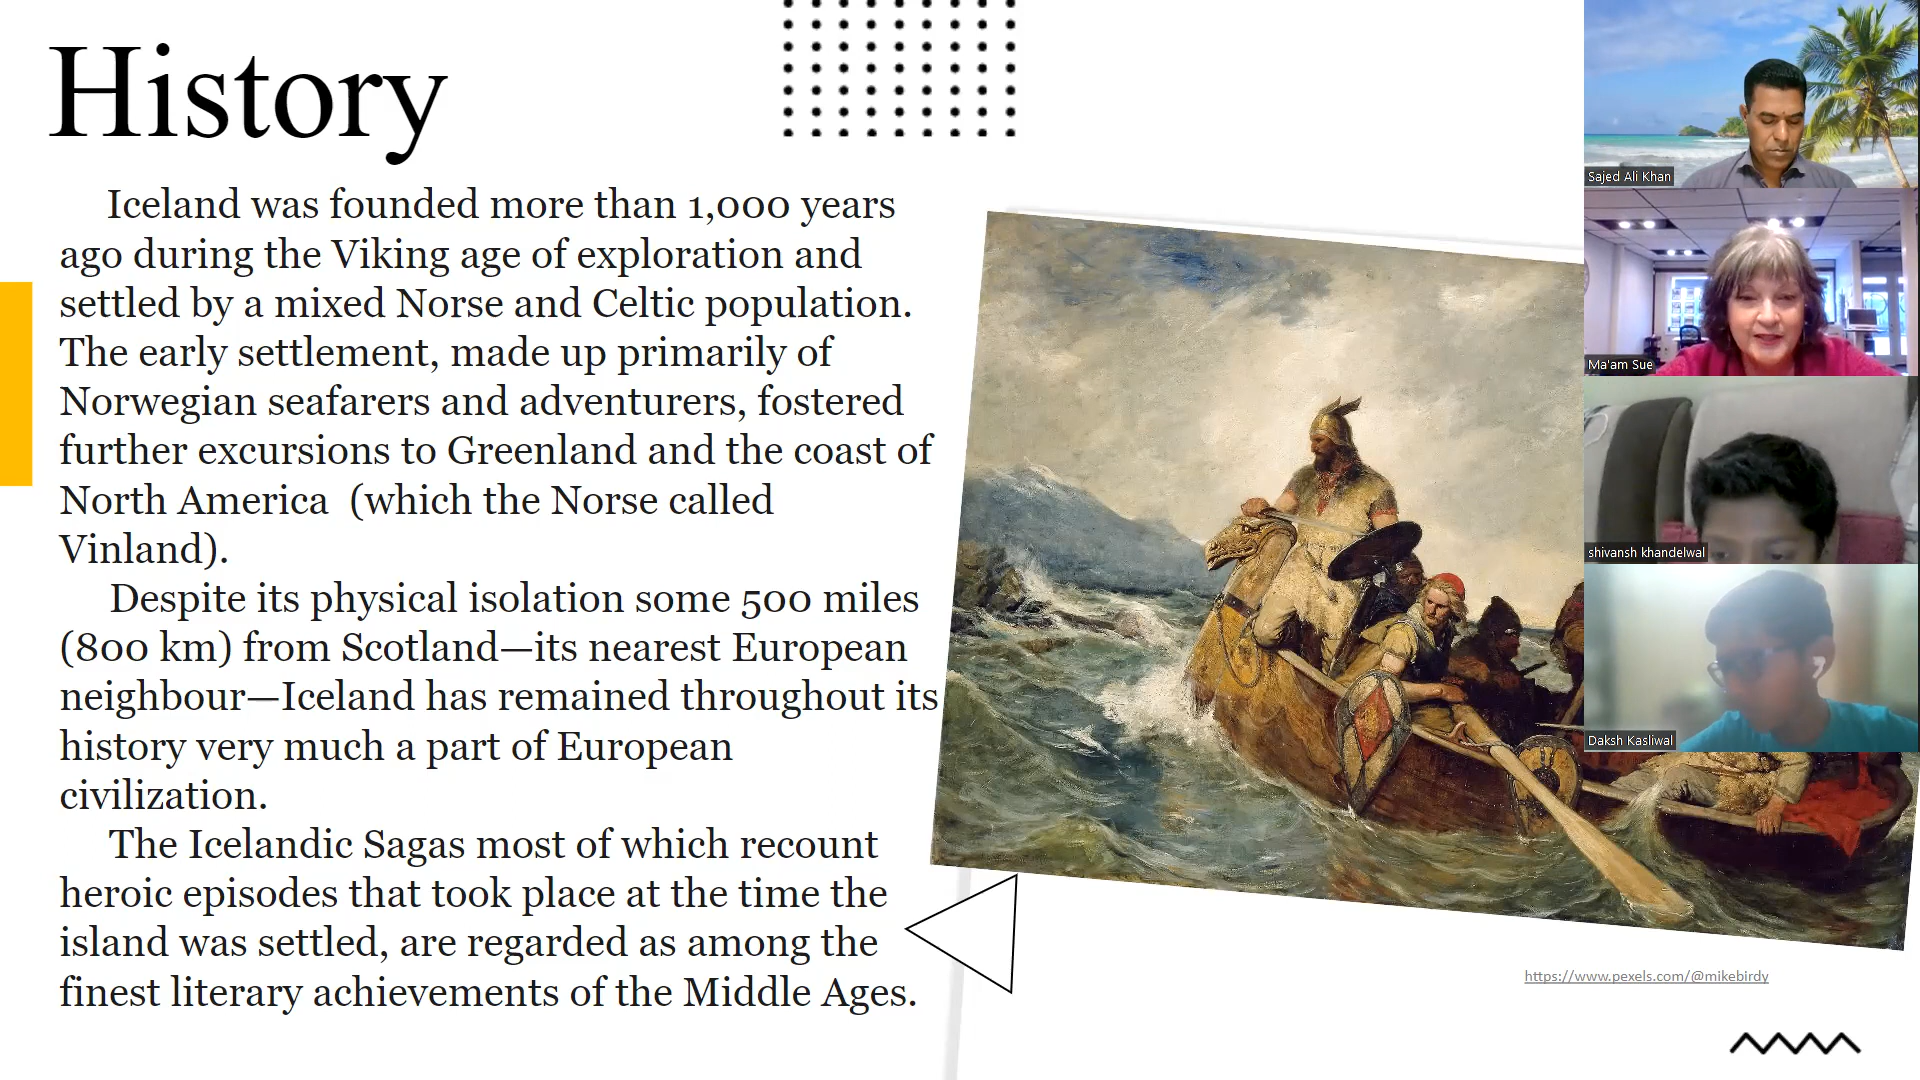 History
Iceland was founded more than 1,000 years
ago during the Viking age of exploration and
settled by a mixed Norse and Celtic population.
The early settlement, made up primarily of
Norwegian seafarers and adventurers, fostered
further excursions to Greenland and the coast of
North America  (which the Norse called
Vinland).
Despite its physical isolation some 500 miles
(800 km) from Scotland—its nearest European
neighbour—Iceland has remained throughout its
history very much a part of European
civilization.
The Icelandic Sagas most of which recount
heroic episodes that took place at the time the
island was settled, are regarded as among the
finest literary achievements of the Middle Ages.
https://www.pexels.com/@mikebirdy
Sajed Ali Khan
Ma'am Sue
shivansh khandelwal
Daksh Kasliwal